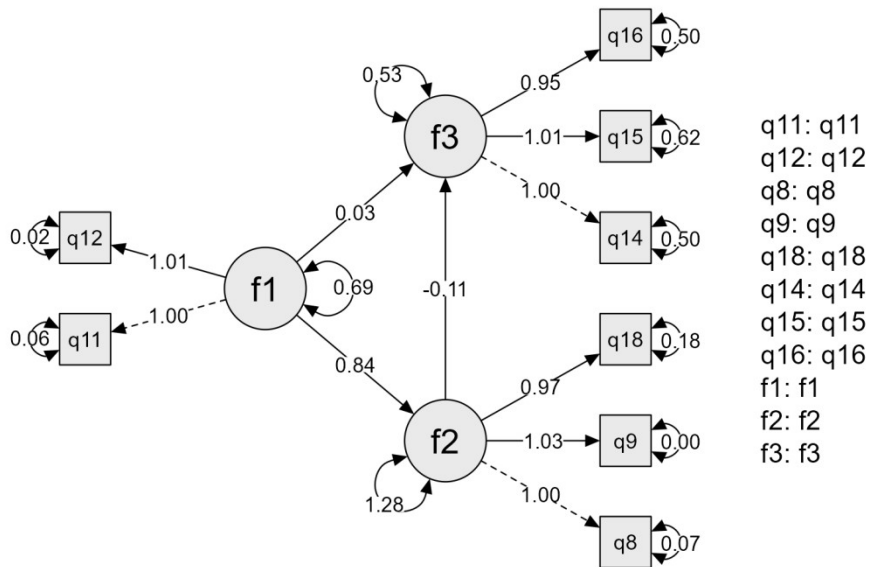 q16
0.50
0.53
0.95
f3
1.01
q15
0.62
1.00
0.03
q12
0.02
1.01
q14
0.50
f1
0.69
-0.11
1.00
q11
0.06
0.84
q18
0.18
0.97
f2
1.03
q9
0.00
1.28
1.00
q8
0.07
q11: q11
q12: q12
q8: q8
q9: q9
q18: q18
q14: q14
q15: q15
q16: q16
f1: f1
f2: f2
f3: f3